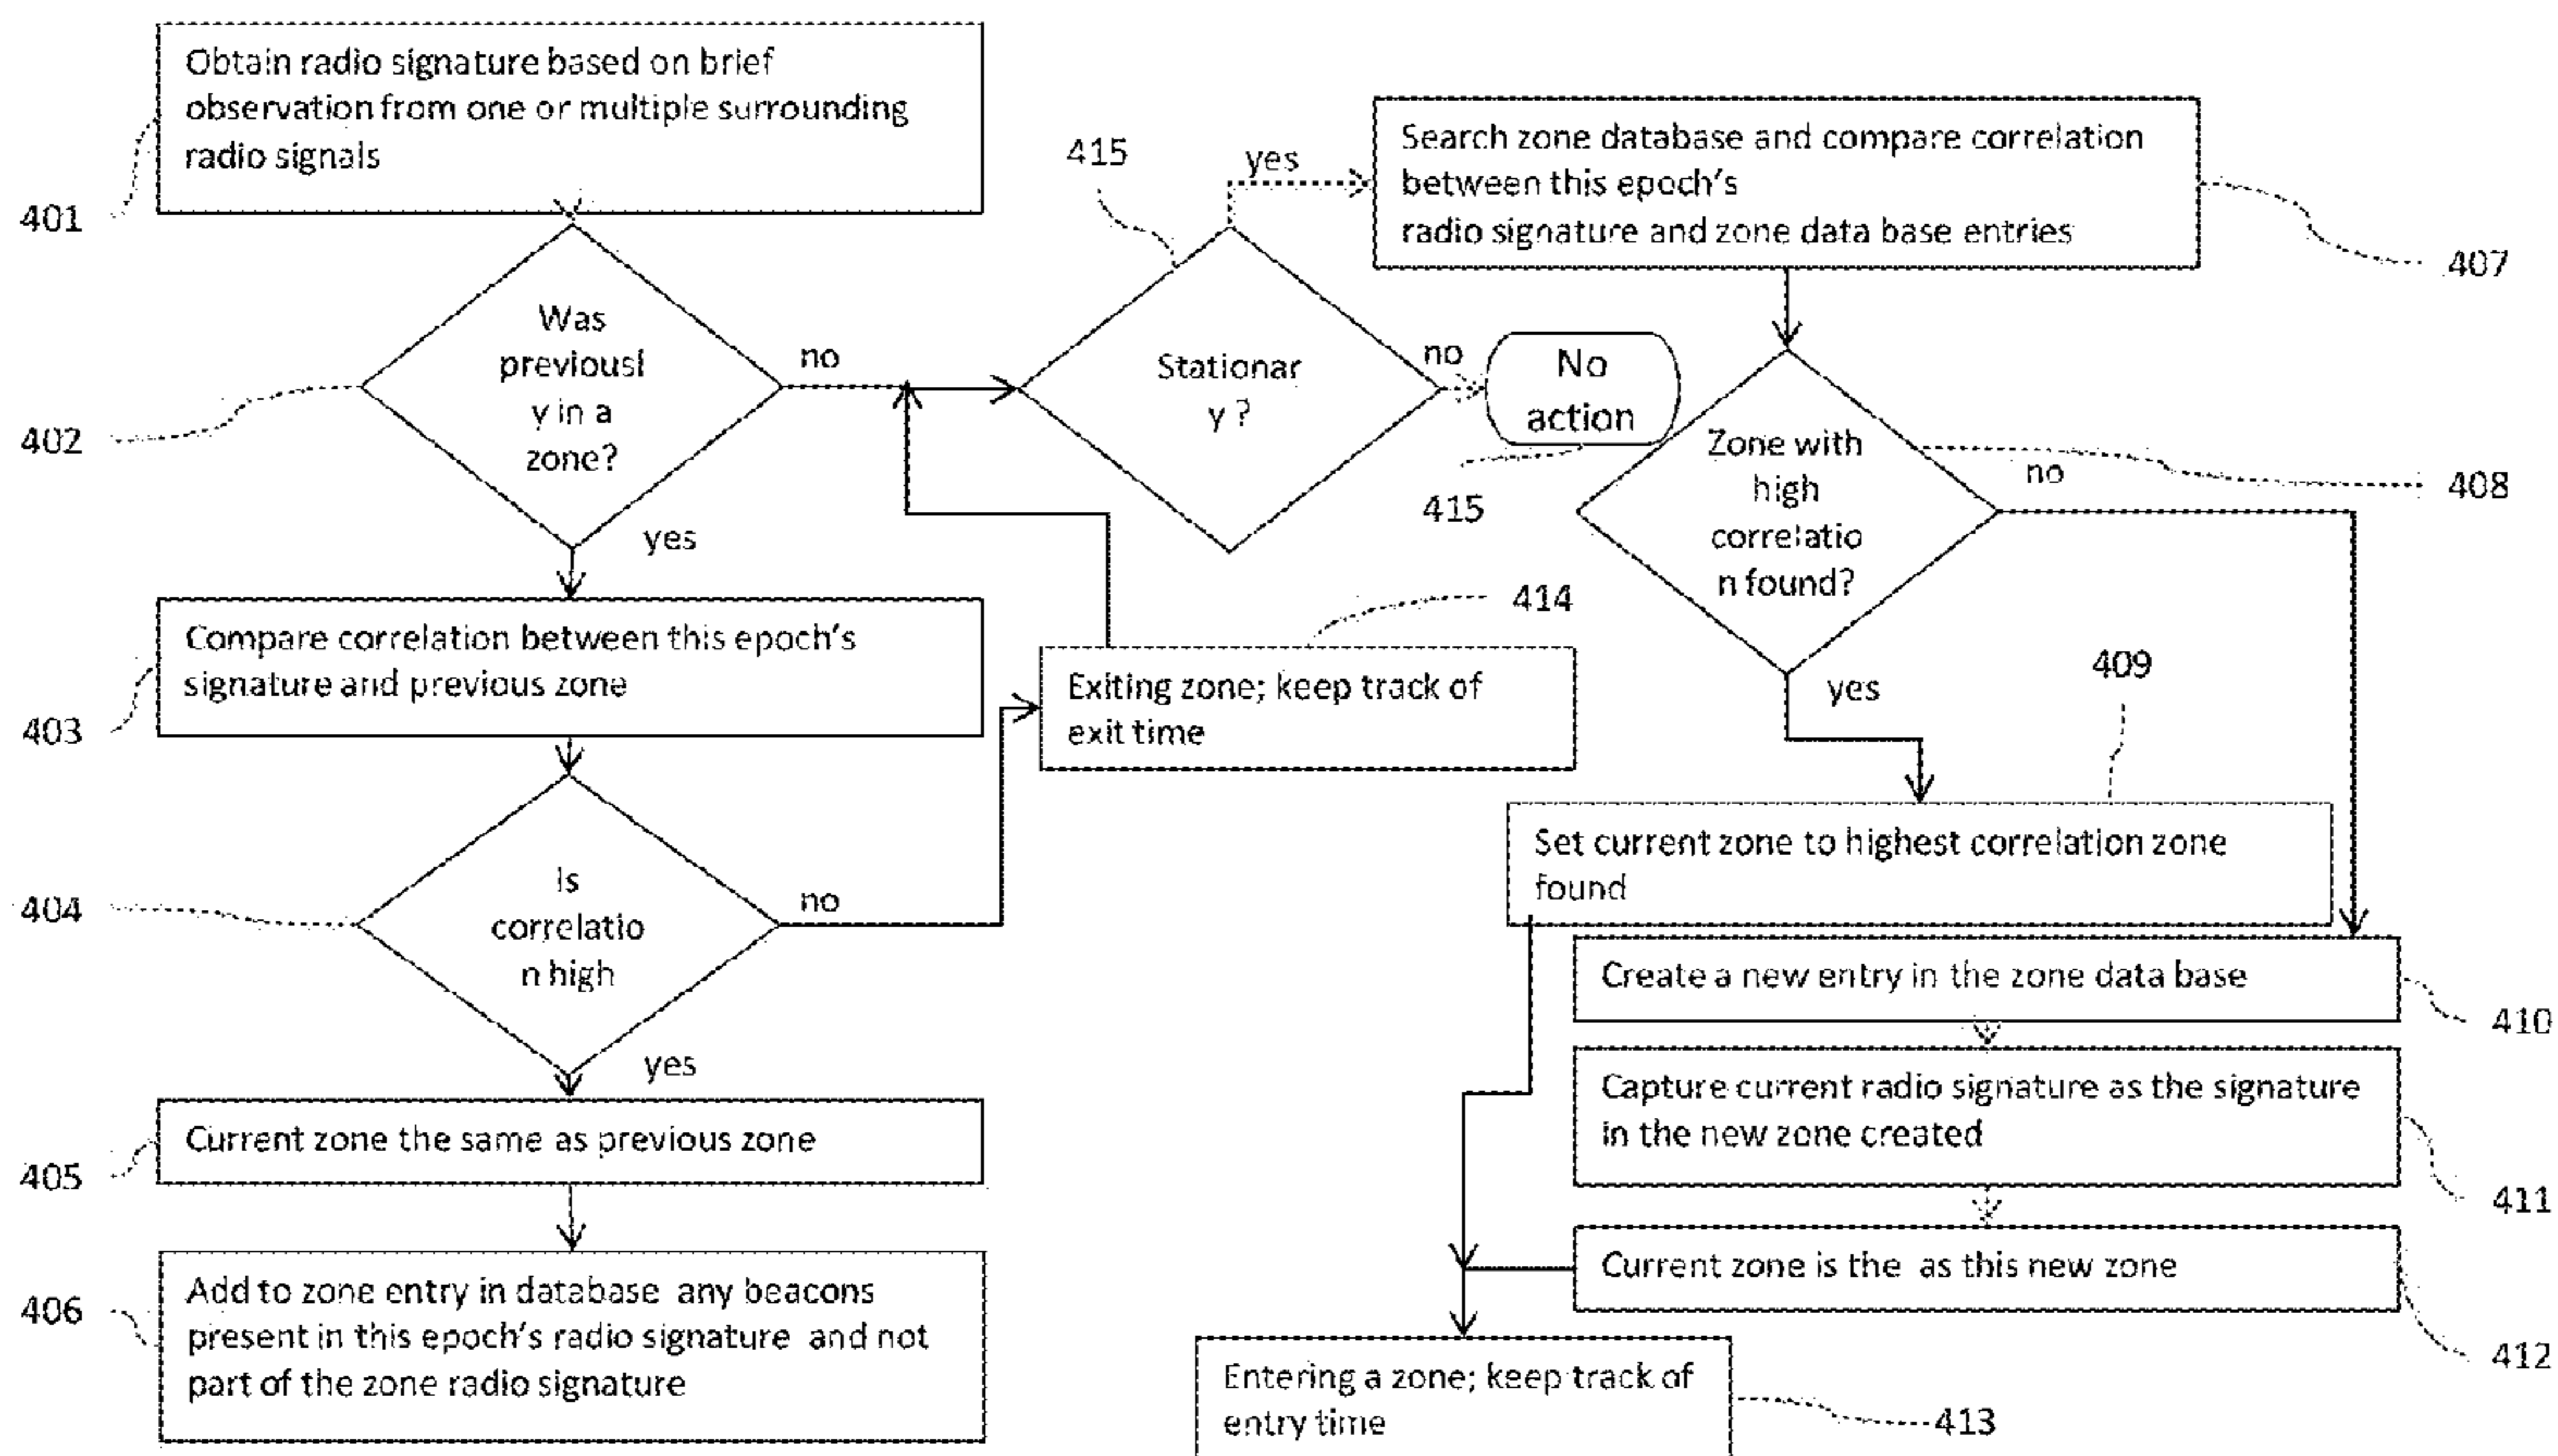 Obtain radio signature based on brief
observation from one or multiple surrounding
radio signals
401
Was
previousl
y in a
zone?
402
no
yes
Compare correlation between this epoch's
signature and previous zone
403
Is
correlatio
n high
404
no
yes
Current zone the same as previous zone
405
Add to zone entry in database any beacons
present in this epoch's radio signature and not
part of the zone radio signature
406
415
Stationar
y ?
yes
no
No
action
415
414
Exiting zone; keep track of
exit time
Search zone database and compare correlation
between this epoch's
radio signature and zone data base entries
407
Zone with
high
correlatio
n found?
408
no
yes
409
Set current zone to highest correlation zone
found
Create a new entry in the zone data base
410
Capture current radio signature as the signature
in the new zone created
411
Current zone is the as this new zone
412
Entering a zone; keep track of
entry time
413